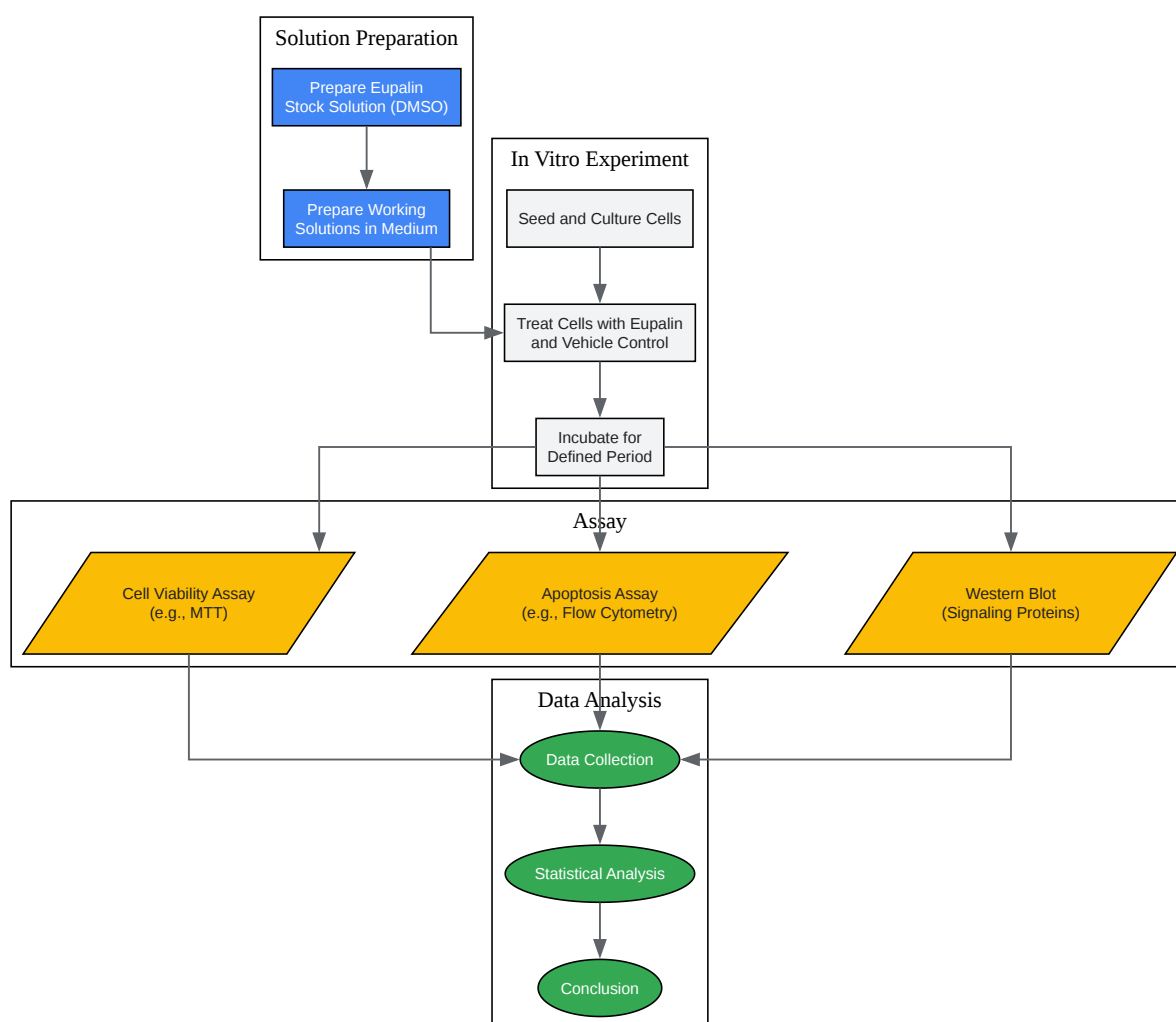 Solution Preparation
Prepare Eupalin
Stock Solution (DMSO)
Prepare Working
Solutions in Medium
In Vitro Experiment
Seed and Culture Cells
Treat Cells with Eupalin
and Vehicle Control
Incubate for
Defined Period
Assay
Cell Viability Assay
(e.g., MTT)
Apoptosis Assay
(e.g., Flow Cytometry)
Western Blot
(Signaling Proteins)
Data Analysis
Data Collection
Statistical Analysis
Conclusion